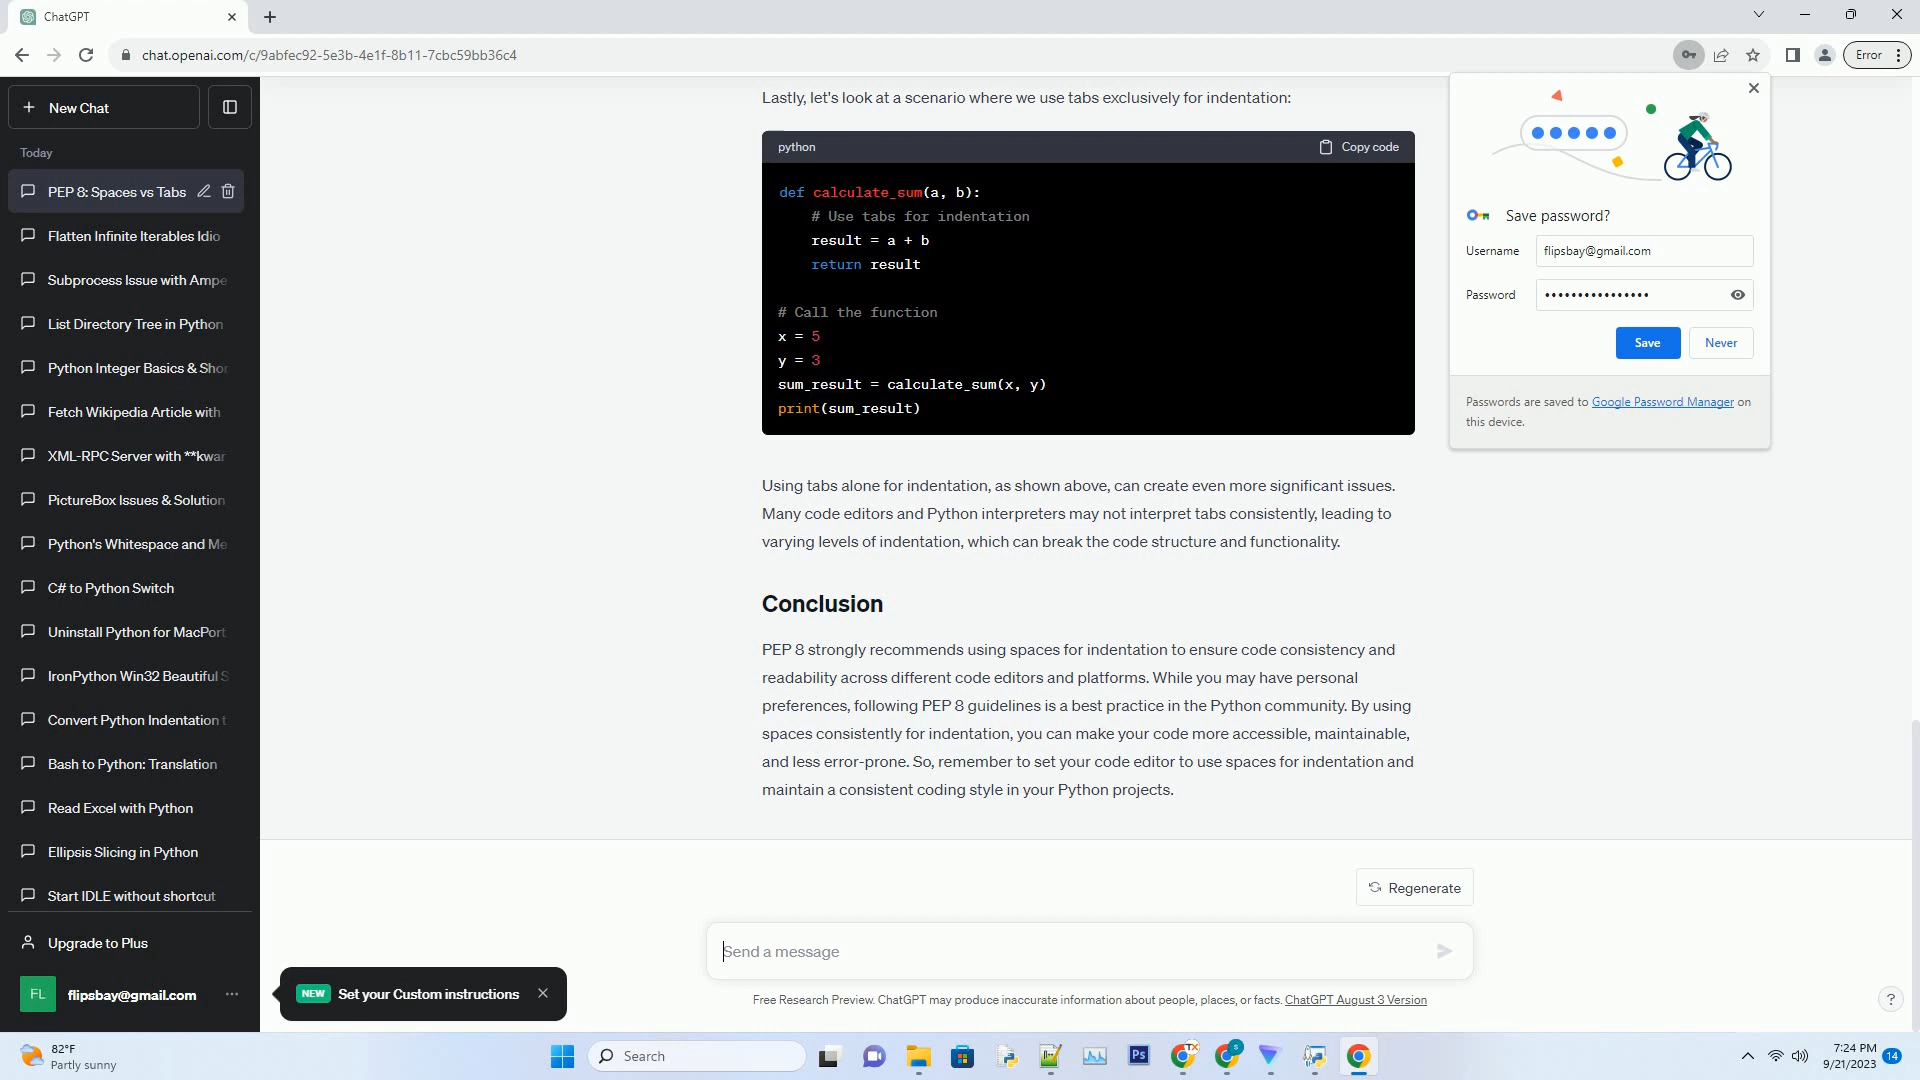 ChatGPT
chat.openai.com/c/9abfec92-5e3b-4e1f-8b11-7cbc59bb36c4
Error
New Chat
Today
PEP 8: Spaces vs Tabs
Flatten Infinite Iterables Idio
Subprocess Issue with Ampe
List Directory Tree in Python
Python Integer Basics & Shor
Fetch Wikipedia Article with
XML-RPC Server with **kwar
PictureBox Issues & Solution
Python's Whitespace and Me
C# to Python Switch
Uninstall Python for MacPort
IronPython Win32 Beautiful S
Convert Python Indentation t
Bash to Python: Translation
Read Excel with Python
Ellipsis Slicing in Python
Start IDLE without shortcut
Upgrade to Plus
FL flipsbay@gmail.com
NEW Set your Custom instructions
Lastly, let's look at a scenario where we use tabs exclusively for indentation:
python Copy code
def calculate_sum(a, b):
# Use tabs for indentation
result = a + b
return result
# Call the function
x = 5
y = 3
sum_result = calculate_sum(x, y)
print(sum_result)
Using tabs alone for indentation, as shown above, can create even more significant issues.
Many code editors and Python interpreters may not interpret tabs consistently, leading to
varying levels of indentation, which can break the code structure and functionality.
Conclusion
PEP 8 strongly recommends using spaces for indentation to ensure code consistency and
readability across different code editors and platforms. While you may have personal
preferences, following PEP 8 guidelines is a best practice in the Python community. By using
spaces consistently for indentation, you can make your code more accessible, maintainable,
and less error-prone. So, remember to set your code editor to use spaces for indentation and
maintain a consistent coding style in your Python projects.
Regenerate
Send a message
Free Research Preview. ChatGPT may produce inaccurate information about people, places, or facts. ChatGPT August 3 Version
?
Save password?
Username flipsbay@gmail.com
Password ••••••••••••••••
Save Never
Passwords are saved to Google Password Manager on
this device.
82°F
Partly sunny
Search
Ps
TX
S
7:24 PM
9/21/2023
14